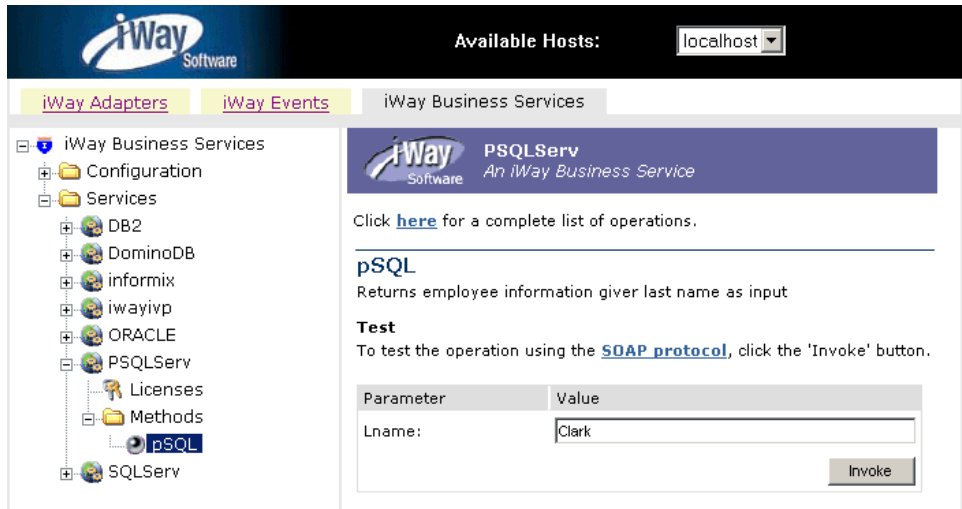 iWay
Software
Available Hosts:
localhost
iWay Adapters
iWay Events
iWay Business Services
iWay Business Services
Configuration
Services
DB2
DominoDB
informix
iwayivp
ORACLE
PSQLServ
Licenses
Methods
pSQL
SQLServ
iWay
Software
PSQLServ
An iWay Business Service
Click here for a complete list of operations.
pSQL
Returns employee information giver last name as input
Test
To test the operation using the SOAP protocol, click the 'Invoke' button.
Parameter Value
Lname: Clark
Invoke